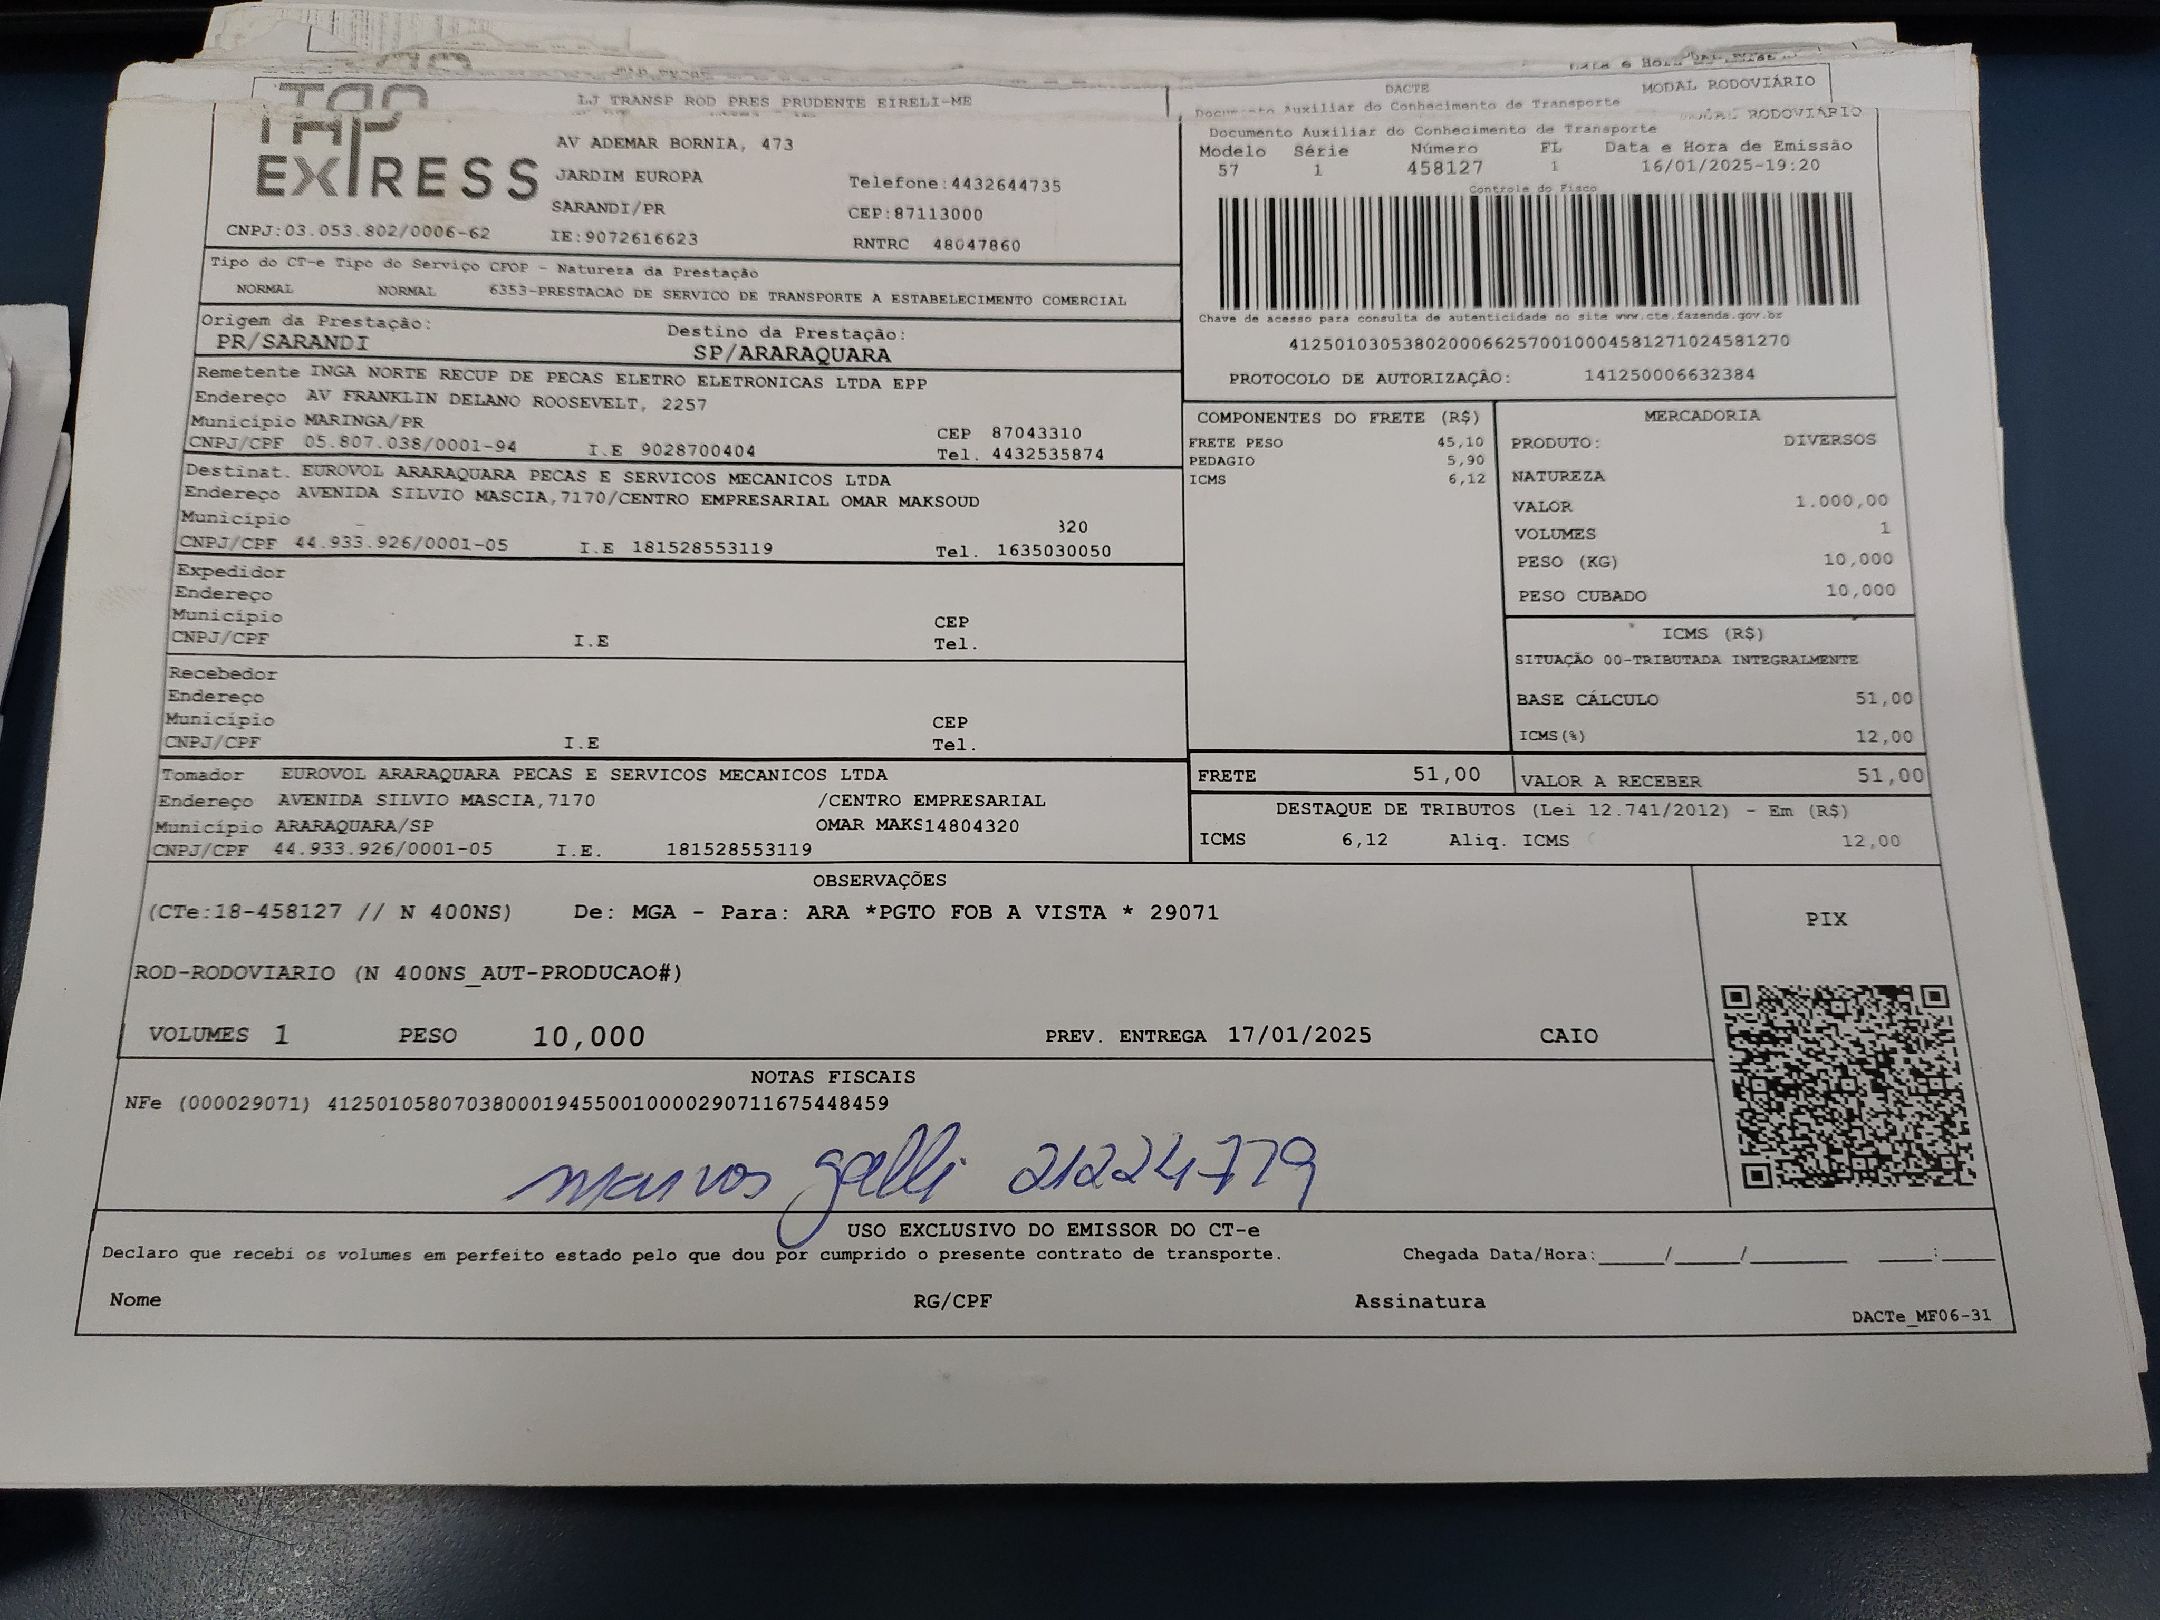 LJ TRANSP ROD PRES PRUDENTE EIRELI-ME
DACTE
MODAL RODOVIÁRIO
Documento Auxiliar do Conhecimento de Transporte
RODOVIÁRIO
TAP
EXPRESS
AV ADEMAR BORNIA, 473
JARDIM EUROPA
Telefone:4432644735
SARANDI/PR
CEP:87113000
CNPJ:03.053.802/0006-62
IE:9072616623
RNTRC 48047860
Documento Auxiliar do Conhecimento de Transporte
Modelo Série Número FL Data e Hora de Emissão
57 1 458127 1 16/01/2025-19:20
Controle do Fisco
Chave de acesso para consulta de autenticidade no site www.cte.fazenda.gov.br
41250103053802000662570010004581271024581270
PROTOCOLO DE AUTORIZAÇÃO: 141250006632384
Tipo do CT-e Tipo do Serviço CFOP - Natureza da Prestação
NORMAL NORMAL 6353-PRESTACAO DE SERVICO DE TRANSPORTE A ESTABELECIMENTO COMERCIAL
Origem da Prestação: Destino da Prestação:
PR/SARANDI SP/ARARAQUARA
Remetente INGA NORTE RECUP DE PECAS ELETRO ELETRONICAS LTDA EPP
Endereço AV FRANKLIN DELANO ROOSEVELT, 2257
Município MARINGA/PR CEP 87043310
CNPJ/CPF 05.807.038/0001-94 I.E 9028700404 Tel. 4432535874
Destinat. EUROVOL ARARAQUARA PECAS E SERVICOS MECANICOS LTDA
Endereço AVENIDA SILVIO MASCIA,7170/CENTRO EMPRESARIAL OMAR MAKSOUD
Município 320
CNPJ/CPF 44.933.926/0001-05 I.E 181528553119 Tel. 1635030050
Expedidor
Endereço
Município CEP
CNPJ/CPF I.E Tel.
Recebedor
Endereço
Município CEP
CNPJ/CPF I.E Tel.
Tomador EUROVOL ARARAQUARA PECAS E SERVICOS MECANICOS LTDA
Endereço AVENIDA SILVIO MASCIA,7170 /CENTRO EMPRESARIAL
Município ARARAQUARA/SP OMAR MAKS14804320
CNPJ/CPF 44.933.926/0001-05 I.E. 181528553119
COMPONENTES DO FRETE (R$)
FRETE PESO 45,10
PEDAGIO 5,90
ICMS 6,12
MERCADORIA
PRODUTO: DIVERSOS
NATUREZA
VALOR 1.000,00
VOLUMES 1
PESO (KG) 10,000
PESO CUBADO 10,000
ICMS (R$)
SITUAÇÃO 00-TRIBUTADA INTEGRALMENTE
BASE CÁLCULO 51,00
ICMS(%) 12,00
FRETE 51,00 VALOR A RECEBER 51,00
DESTAQUE DE TRIBUTOS (Lei 12.741/2012) - Em (R$)
ICMS 6,12 Aliq. ICMS 12,00
OBSERVAÇÕES
(CTe:18-458127 // N 400NS) De: MGA - Para: ARA *PGTO FOB A VISTA * 29071
ROD-RODOVIARIO (N 400NS_AUT-PRODUCAO#)
PIX
VOLUMES 1 PESO 10,000 PREV. ENTREGA 17/01/2025 CAIO
NOTAS FISCAIS
NFe (000029071) 41250105807038000194550010000290711675448459
marcos galli 21224779
USO EXCLUSIVO DO EMISSOR DO CT-e
Declaro que recebi os volumes em perfeito estado pelo que dou por cumprido o presente contrato de transporte. Chegada Data/Hora:____/____/______ ___:___
Nome RG/CPF Assinatura
DACTe_MF06-31